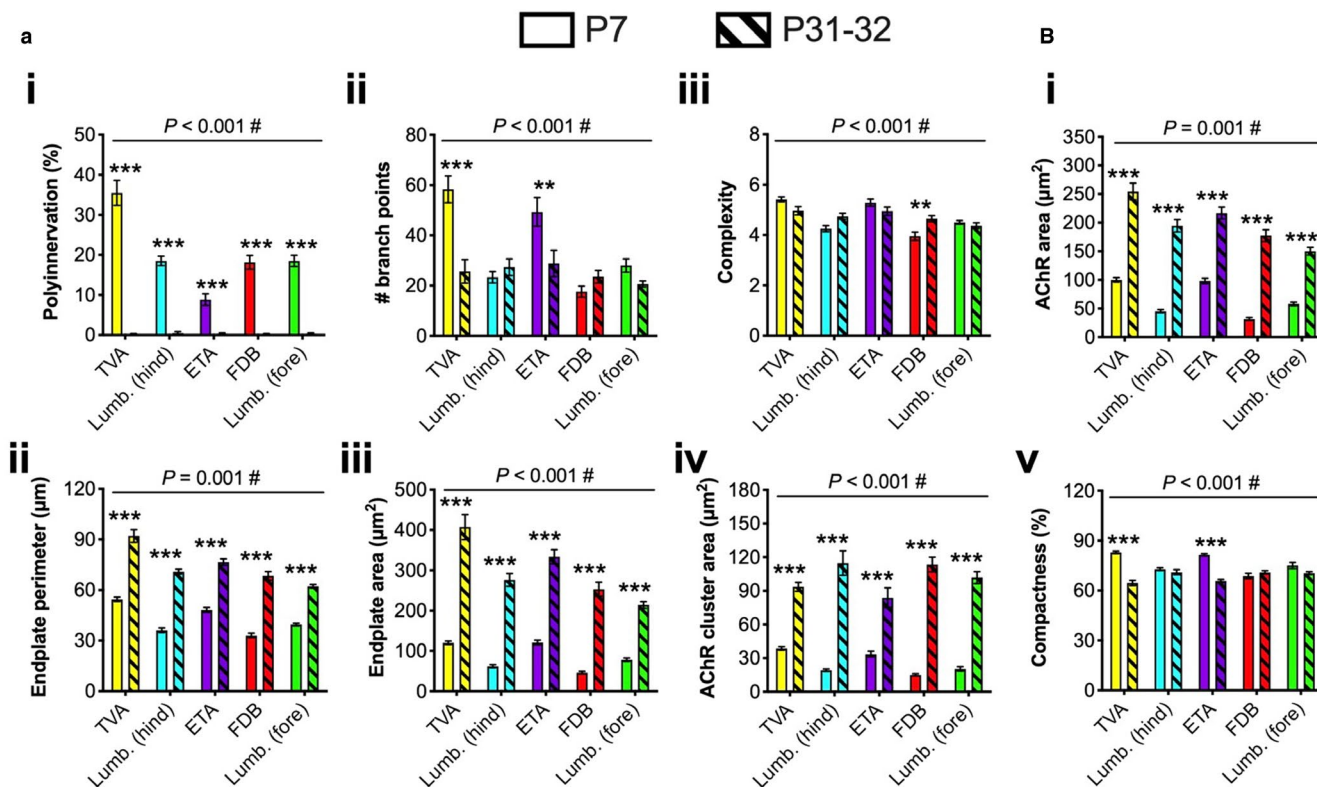 a
P7
P31-32
B
i
P < 0.001 #
Polyinnervation (%)
50
40
30
20
10
0
***
***
***
***
***
TVA
Lumb. (hind)
ETA
FDB
Lumb. (fore)
ii
P < 0.001 #
# branch points
80
60
40
20
0
***
**
TVA
Lumb. (hind)
ETA
FDB
Lumb. (fore)
iii
P < 0.001 #
Complexity
8
6
4
2
0
**
TVA
Lumb. (hind)
ETA
FDB
Lumb. (fore)
i
P = 0.001 #
AChR area (µm²)
350
300
250
200
150
100
50
0
***
***
***
***
***
TVA
Lumb. (hind)
ETA
FDB
Lumb. (fore)
ii
P = 0.001 #
Endplate perimeter (µm)
120
90
60
30
0
***
***
***
***
***
TVA
Lumb. (hind)
ETA
FDB
Lumb. (fore)
iii
P < 0.001 #
Endplate area (µm²)
500
400
300
200
100
0
***
***
***
***
***
TVA
Lumb. (hind)
ETA
FDB
Lumb. (fore)
iv
P < 0.001 #
AChR cluster area (µm²)
180
150
120
90
60
30
0
***
***
***
***
***
TVA
Lumb. (hind)
ETA
FDB
Lumb. (fore)
v
P < 0.001 #
Compactness (%)
120
90
60
30
0
***
***
TVA
Lumb. (hind)
ETA
FDB
Lumb. (fore)